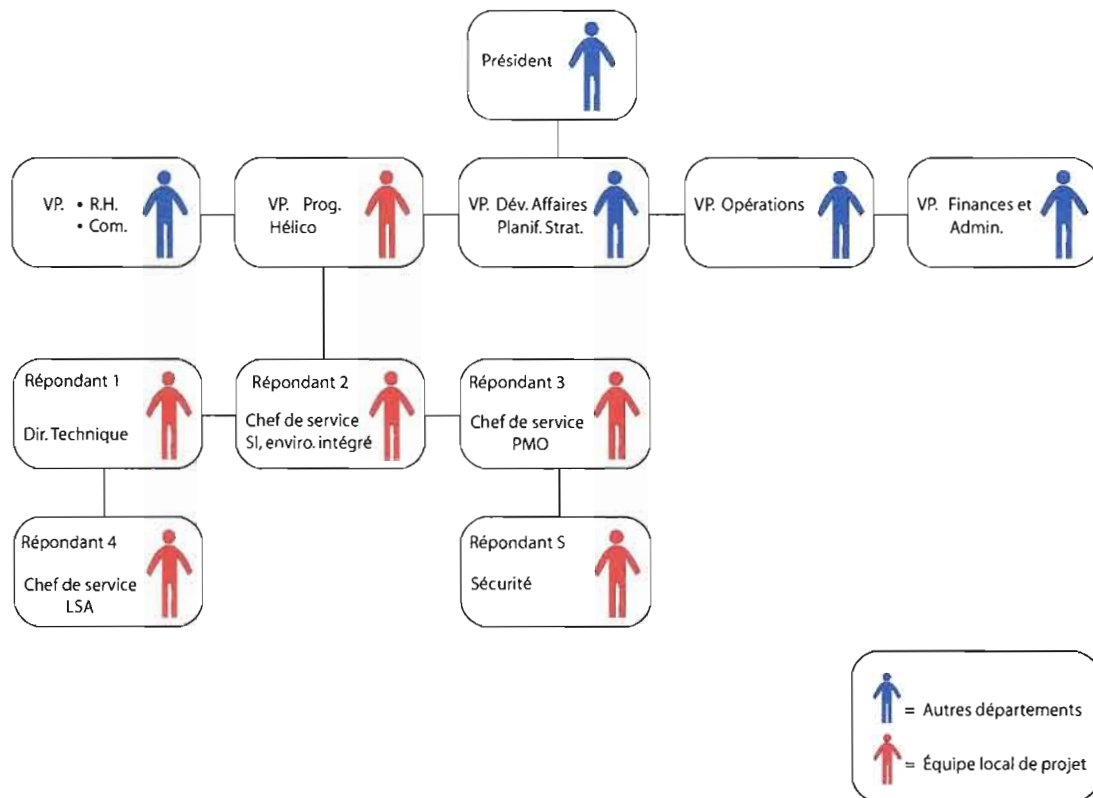 Président
VP. • R.H.
• Com.
VP. Prog.
Hélico
VP. Dév. Affaires
Planif. Strat.
VP. Opérations
VP. Finances et
Admin.
Répondant 1
Dir. Technique
Répondant 2
Chef de service
SI, enviro. intégré
Répondant 3
Chef de service
PMO
Répondant 4
Chef de service
LSA
Répondant S
Sécurité
= Autres départements
= Équipe local de projet